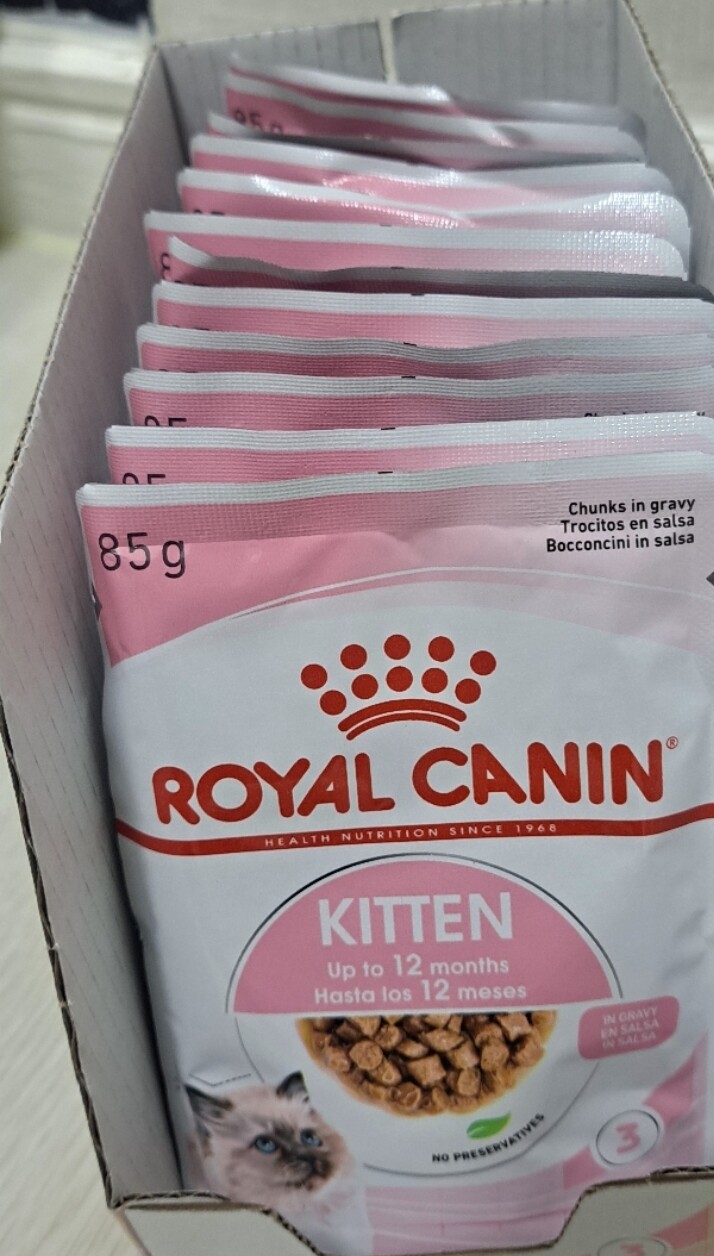 85g
Chunks in gravy
Trocitos en salsa
Bocconcini in salsa
85g
ROYAL CANIN®
HEALTH NUTRITION SINCE 1968
KITTEN
Up to 12 months
Hasta los 12 meses
IN GRAVY
EN SALSA
IN SALSA
NO PRESERVATIVES
3